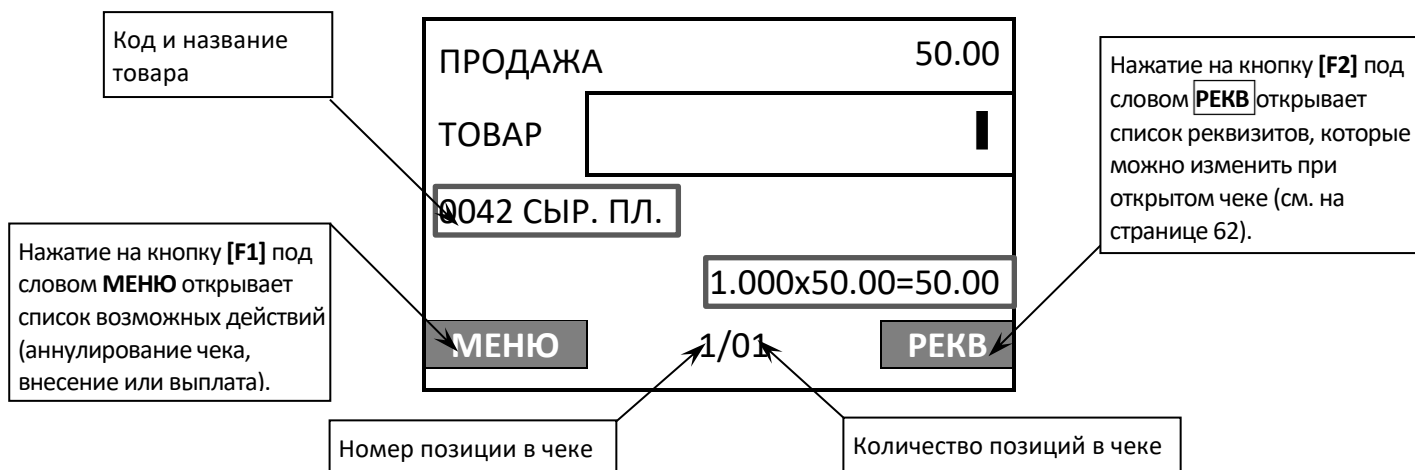 Код и название
товара
ПРОДАЖА 50.00
ТОВАР
0042 СЫР. ПЛ.
1.000x50.00=50.00
МЕНЮ 1/01 РЕКВ
Нажатие на кнопку [F1] под
словом МЕНЮ открывает
список возможных действий
(аннулирование чека,
внесение или выплата).
Нажатие на кнопку [F2] под
словом РЕКВ открывает
список реквизитов, которые
можно изменить при
открытом чеке (см. на
странице 62).
Номер позиции в чеке
Количество позиций в чеке